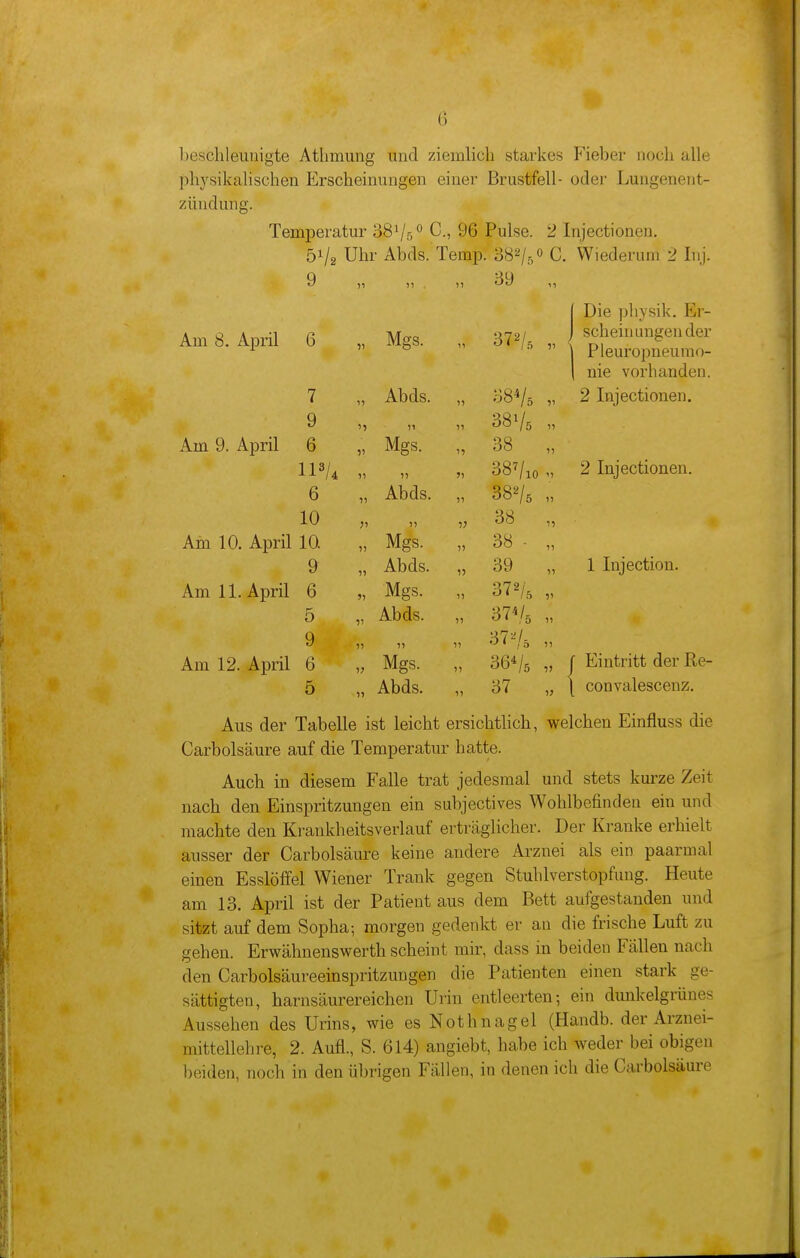 6
beschleunigte Athmung und ziemlich starkes Fieber noch alle
physikalischen Erscheinungen einer Brustfell- oder Lungenent-
zündung.
Temperatur 38¹/₅⁰ C., 96 Pulse. 2 Injectionen.
5¹/₂ Uhr Abds. Temp. 38²/₅⁰ C. Wiederum 2 Inj.
9 „ „ „ 39 „
Am 8. April 6 „ Mgs. „ 37²/₅ „ { Die physik. Er-
scheinungen der
Pleuropneumo-
nie vorhanden.
7 „ Abds. „ 38⁴/₅ „ 2 Injectionen.
9 „ „ „ 38¹/₅ „
Am 9. April 6 „ Mgs. „ 38 „
11³/₄ „ „ „ 38⁷/₁₀ „ 2 Injectionen.
6 „ Abds. „ 38²/₅ „
10 „ „ „ 38 „
Am 10. April 10 „ Mgs. „ 38 „
9 „ Abds. „ 39 „ 1 Injection.
Am 11. April 6 „ Mgs. „ 37²/₅ „
5 „ Abds. „ 37⁴/₅ „
9 „ „ „ 37²/₅ „
Am 12. April 6 „ Mgs. „ 36⁴/₅ „ { Eintritt der Re-
5 „ Abds. „ 37 „ { convalescenz.
Aus der Tabelle ist leicht ersichtlich, welchen Einfluss die
Carbolsäure auf die Temperatur hatte.
Auch in diesem Falle trat jedesmal und stets kurze Zeit
nach den Einspritzungen ein subjectives Wohlbefinden ein und
machte den Krankheitsverlauf erträglicher. Der Kranke erhielt
ausser der Carbolsäure keine andere Arznei als ein paarmal
einen Esslöffel Wiener Trank gegen Stuhlverstopfung. Heute
am 13. April ist der Patient aus dem Bett aufgestanden und
sitzt auf dem Sopha; morgen gedenkt er an die frische Luft zu
gehen. Erwähnenswerth scheint mir, dass in beiden Fällen nach
den Carbolsäureeinspritzungen die Patienten einen stark ge-
sättigten, harnsäurereichen Urin entleerten; ein dunkelgrünes
Aussehen des Urins, wie es Nothnagel (Handb. der Arznei-
mittellehre, 2. Aufl., S. 614) angiebt, habe ich weder bei obigen
beiden, noch in den übrigen Fällen, in denen ich die Carbolsäure